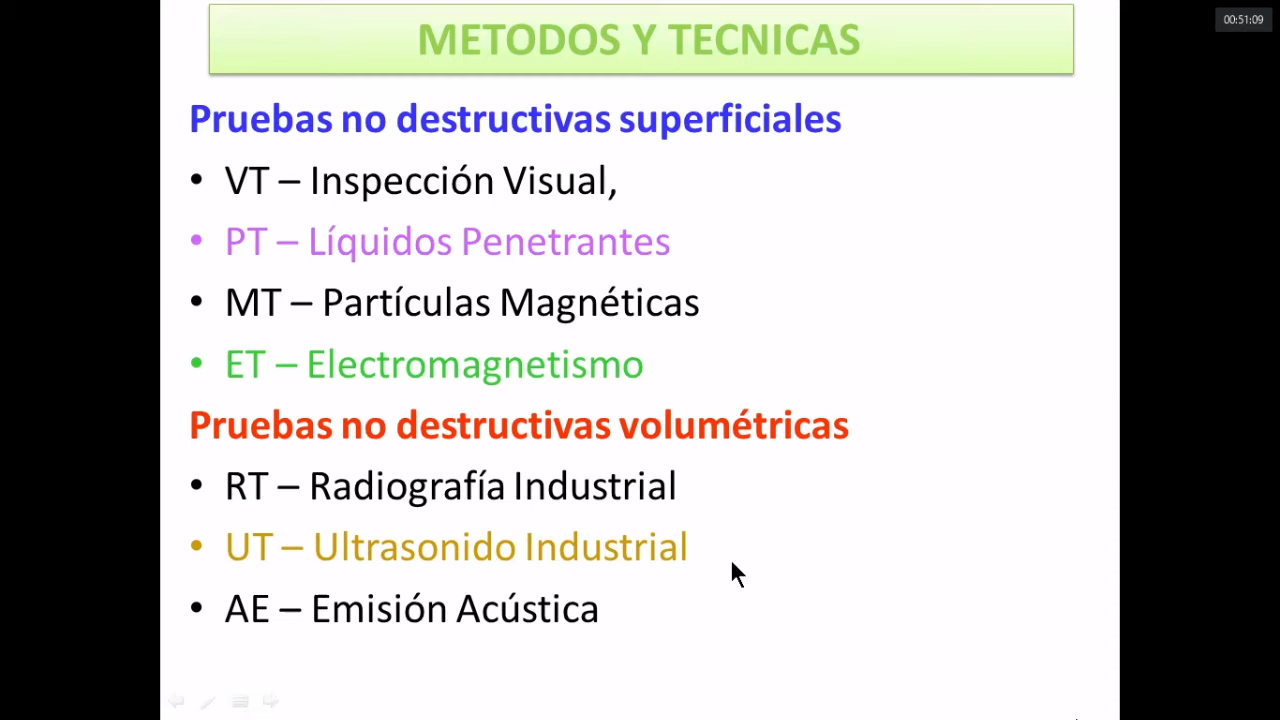 METODOS Y TECNICAS
00:51:09
Pruebas no destructivas superficiales
• VT – Inspección Visual,
• PT – Líquidos Penetrantes
• MT – Partículas Magnéticas
• ET – Electromagnetismo
Pruebas no destructivas volumétricas
• RT – Radiografía Industrial
• UT – Ultrasonido Industrial
• AE – Emisión Acústica